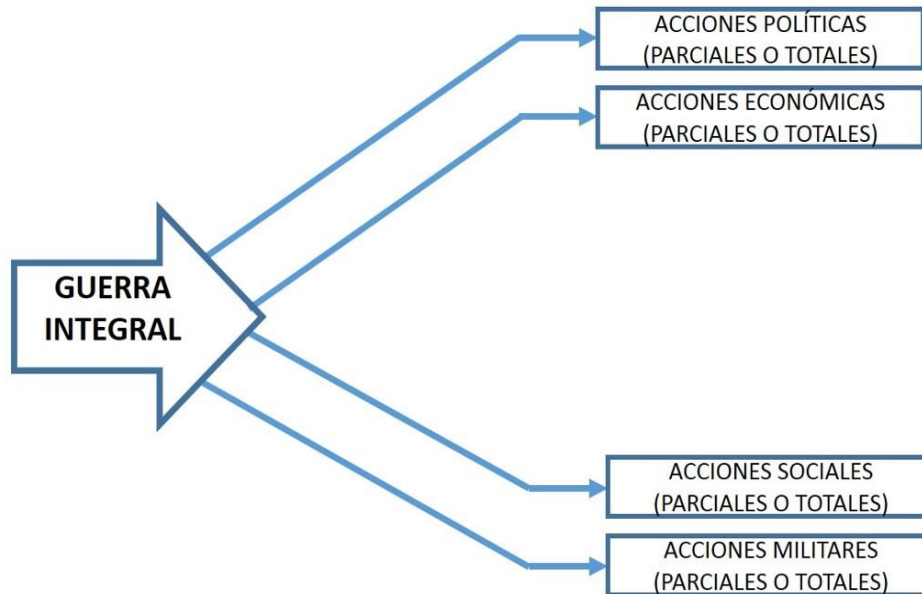 ACCIONES POLÍTICAS
(PARCIALES O TOTALES)
ACCIONES ECONÓMICAS
(PARCIALES O TOTALES)
GUERRA
INTEGRAL
ACCIONES SOCIALES
(PARCIALES O TOTALES)
ACCIONES MILITARES
(PARCIALES O TOTALES)